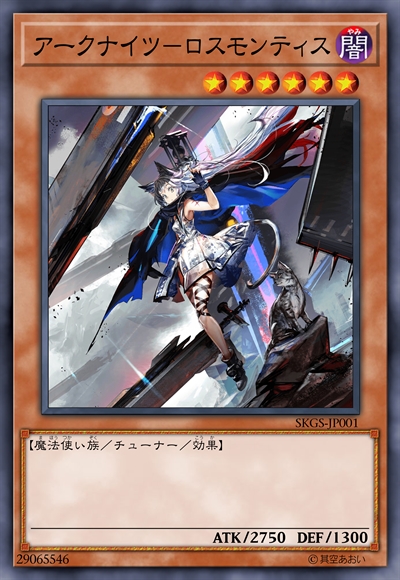 アークナイツーロスモンティス 闇
SKGS-JP001
【魔法使い族／チューナー／効果】
ATK/2750 DEF/1300
29065546 ©其空あおい